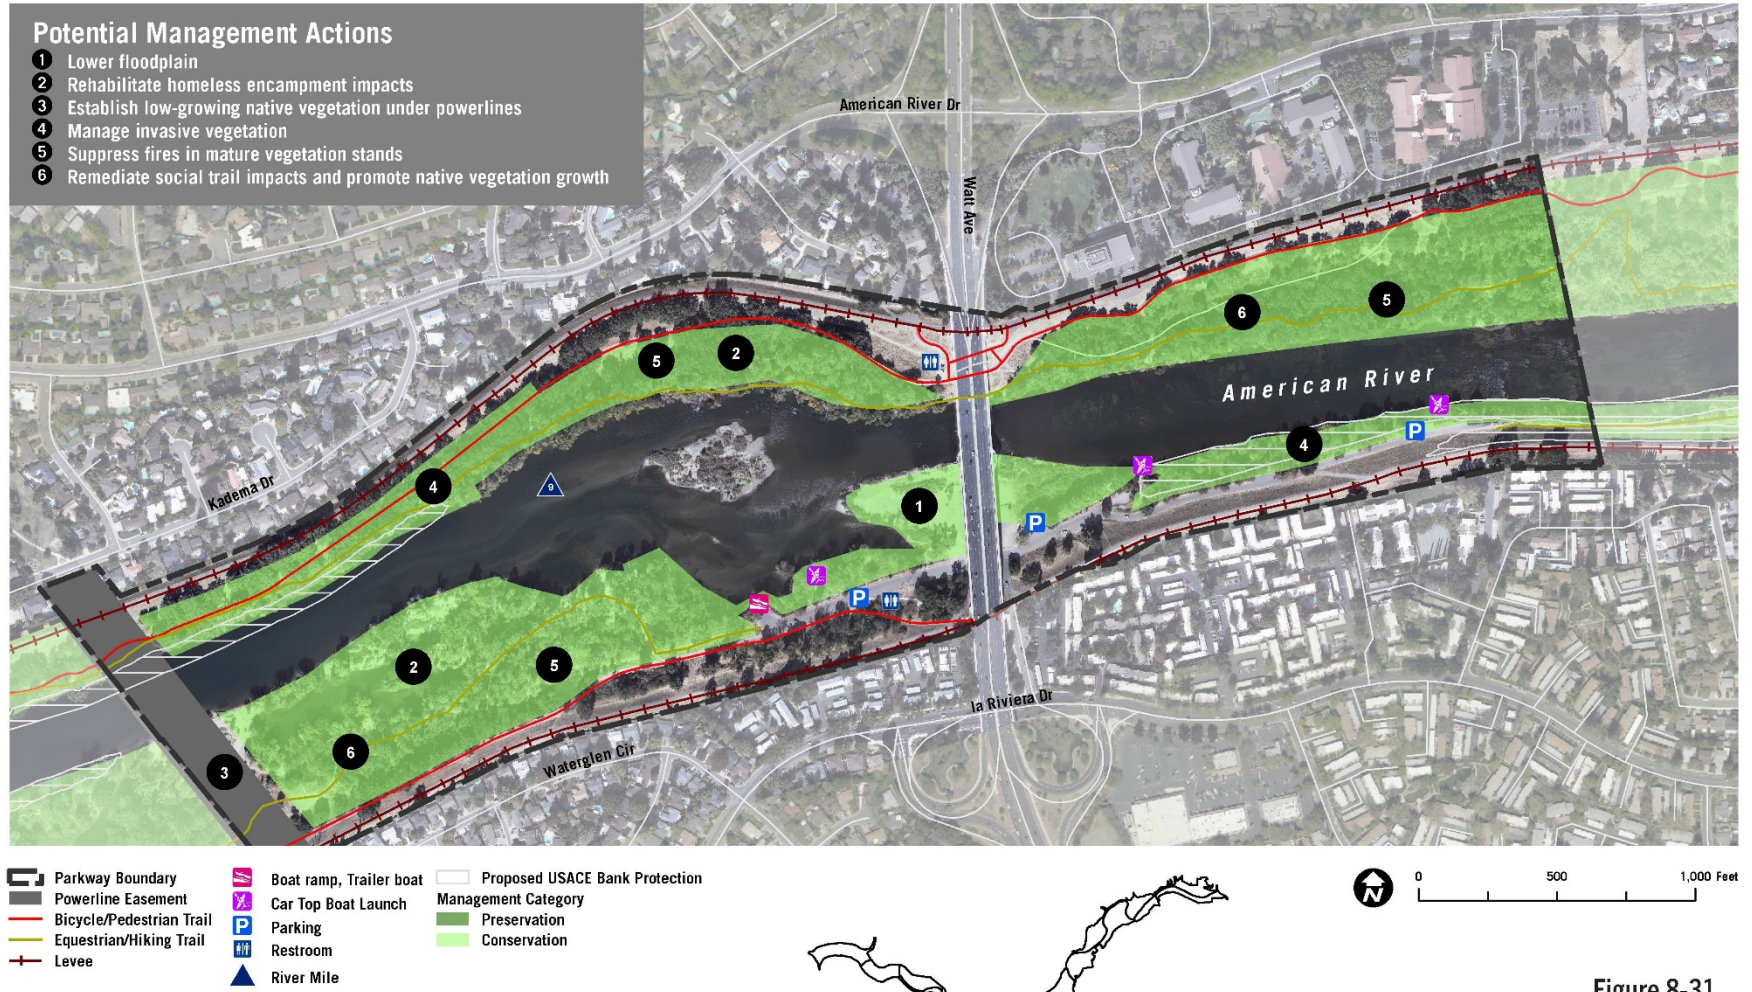 Potential Management Actions
1 Lower floodplain
2 Rehabilitate homeless encampment impacts
3 Establish low-growing native vegetation under powerlines
4 Manage invasive vegetation
5 Suppress fires in mature vegetation stands
6 Remediate social trail impacts and promote native vegetation growth
American River Dr
Watt Ave
5
6
5
2
American River
P
4
Kadema Dr
4
9
1
P
P
2
5
la Riviera Dr
6
Waterglen Cir
3
Parkway Boundary
Powerline Easement
Bicycle/Pedestrian Trail
Equestrian/Hiking Trail
Levee
Boat ramp, Trailer boat
Car Top Boat Launch
P Parking
Restroom
River Mile
Proposed USACE Bank Protection
Management Category
Preservation
Conservation
N
0 500 1,000 Feet
Figure 8-31